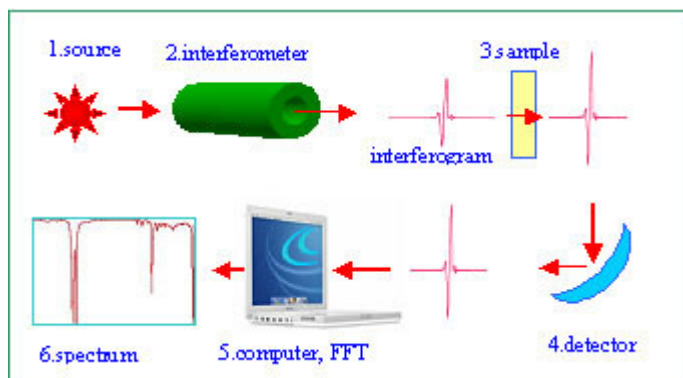 1.source
2.interferometer
3.sample
interferogram
4.detector
5.computer, FFT
6.spectrum